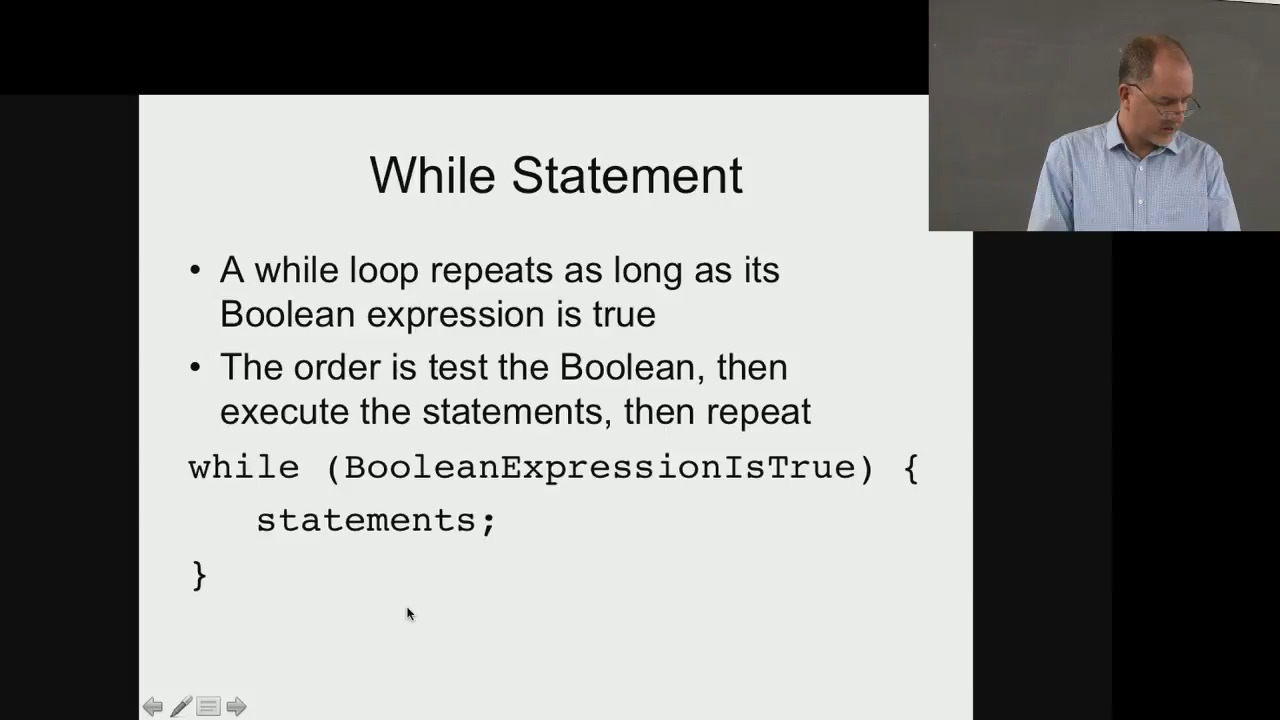 While Statement
• A while loop repeats as long as its
Boolean expression is true
• The order is test the Boolean, then
execute the statements, then repeat
while (BooleanExpressionIsTrue) {
statements;
}